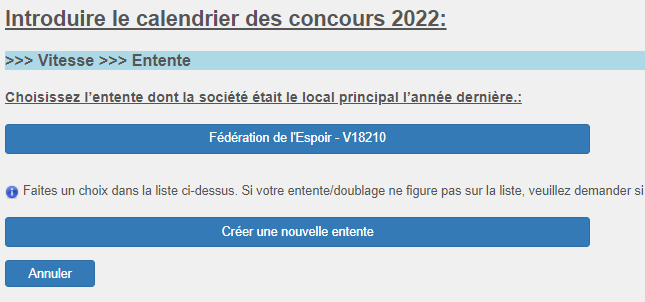 Introduire le calendrier des concours 2022:
>>> Vitesse >>> Entente
Choisissez l'entente dont la société était le local principal l'année dernière.:
Fédération de l'Espoir - V18210
Faites un choix dans la liste ci-dessus. Si votre entente/doublage ne figure pas sur la liste, veuillez demander si
Créer une nouvelle entente
Annuler